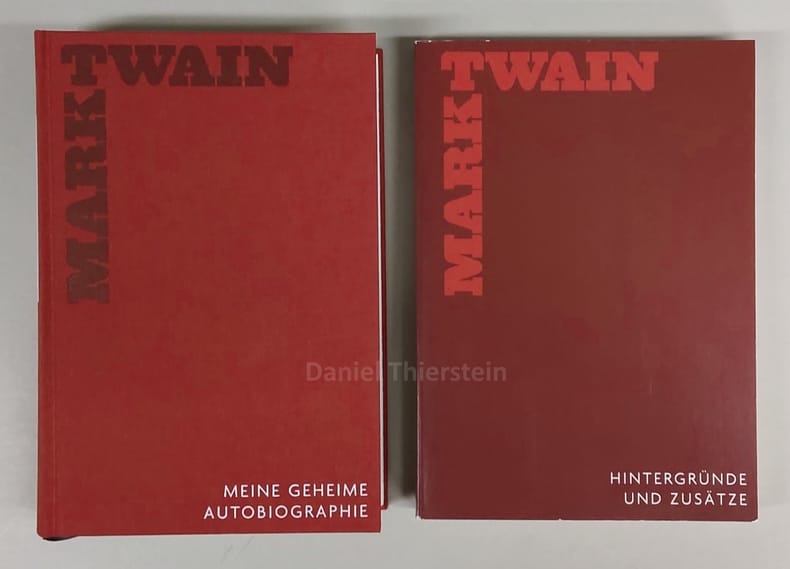 MARK TWAIN
MEINE GEHEIME
AUTOBIOGRAPHIE
MARK TWAIN
HINTERGRÜNDE
UND ZUSÄTZE
Daniel Thierstein